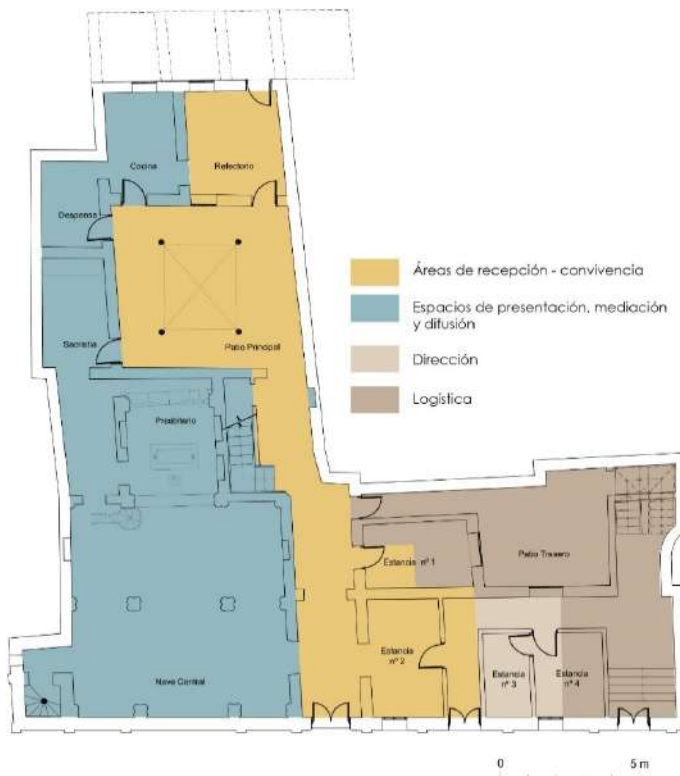 Cocina
Refectorio
Despensa
Áreas de recepción - convivencia
Espacios de presentación, mediación
y difusión
Sacristía
Patio Principal
Dirección
Logística
Presbiterio
Patio Trasero
Estancia nº 1
Estancia
nº 2
Estancia
nº 3
Estancia
nº 4
Nave Central
0
5 m